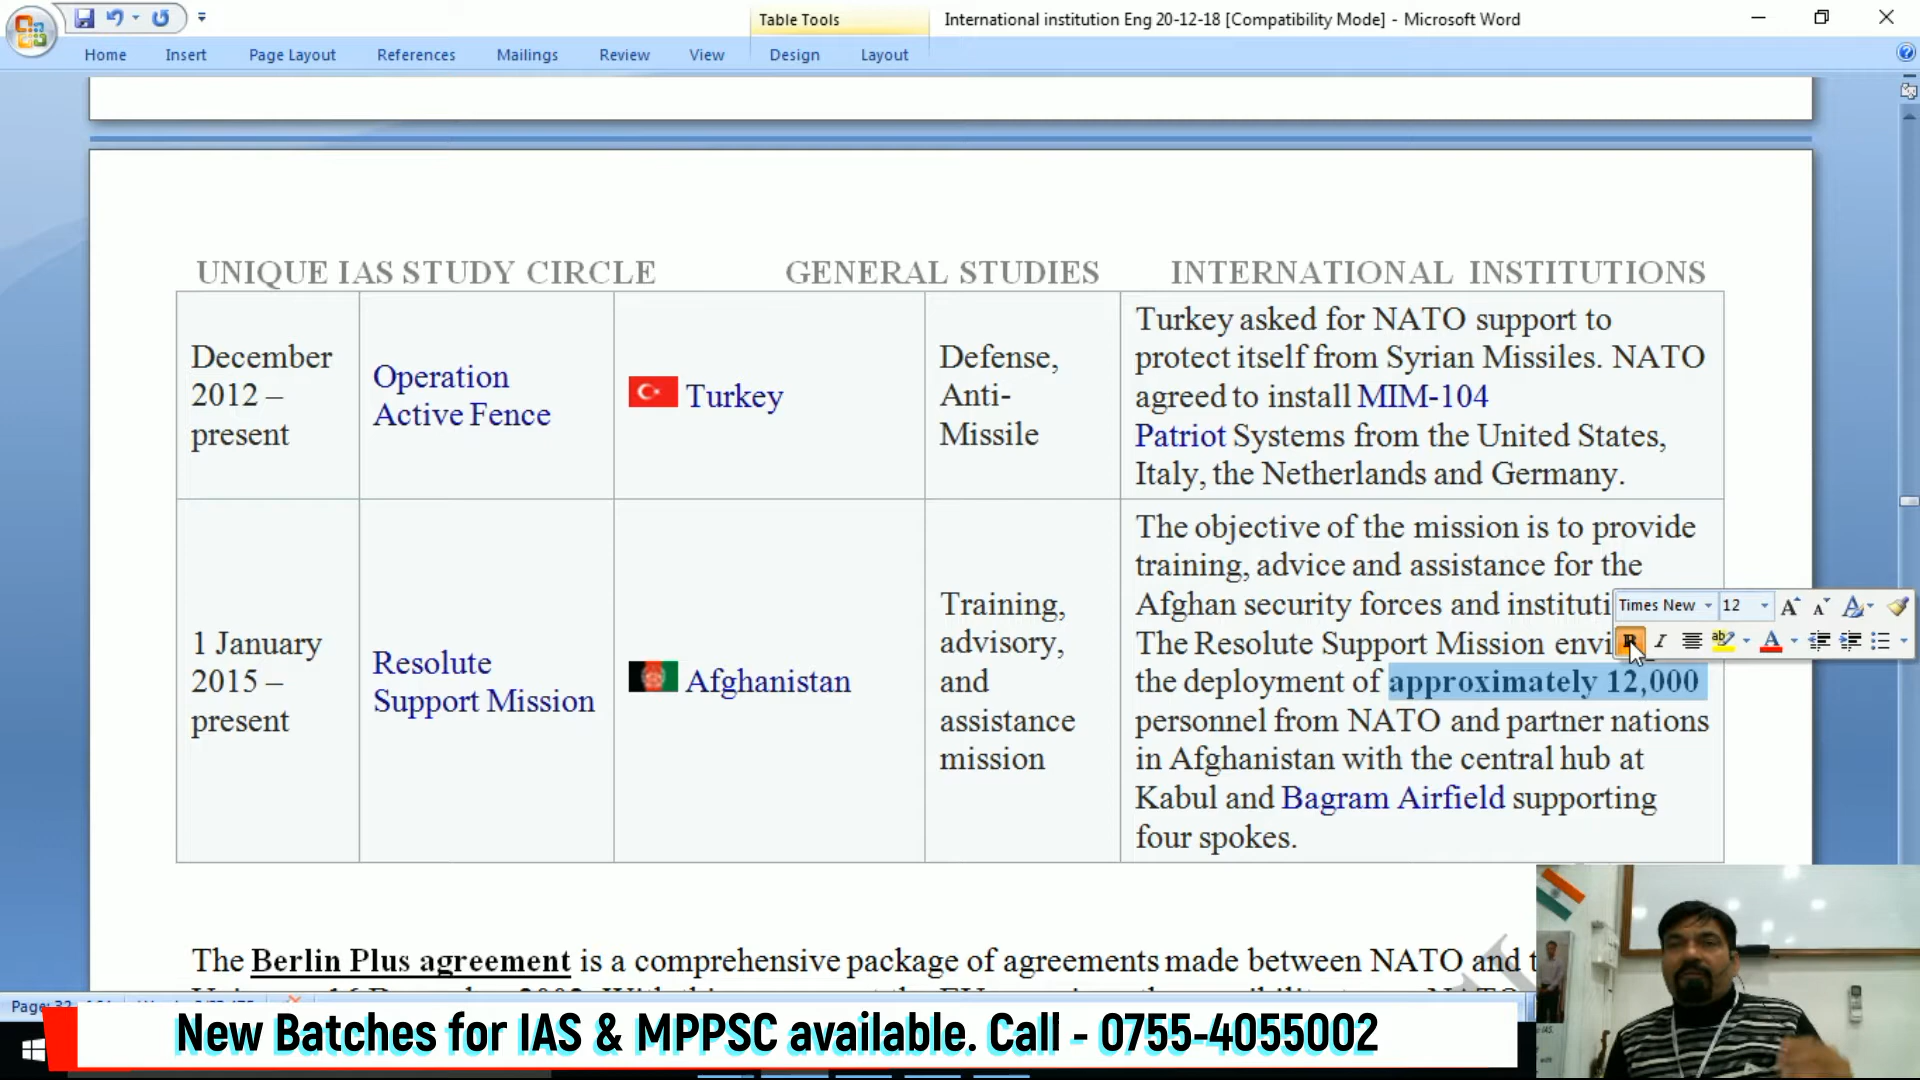 International institution Eng 20-12-18 [Compatibility Mode] - Microsoft Word
Table Tools
Home Insert Page Layout References Mailings Review View Design Layout
UNIQUE IAS STUDY CIRCLE GENERAL STUDIES INTERNATIONAL INSTITUTIONS
December
2012 –
present
Operation
Active Fence
Turkey
Defense,
Anti-
Missile
Turkey asked for NATO support to
protect itself from Syrian Missiles. NATO
agreed to install MIM-104
Patriot Systems from the United States,
Italy, the Netherlands and Germany.
1 January
2015 –
present
Resolute
Support Mission
Afghanistan
Training,
advisory,
and
assistance
mission
The objective of the mission is to provide
training, advice and assistance for the
Afghan security forces and instituti
The Resolute Support Mission envi
the deployment of approximately 12,000
personnel from NATO and partner nations
in Afghanistan with the central hub at
Kabul and Bagram Airfield supporting
four spokes.
Times New 12
The Berlin Plus agreement is a comprehensive package of agreements made between NATO and t
New Batches for IAS & MPPSC available. Call - 0755-4055002